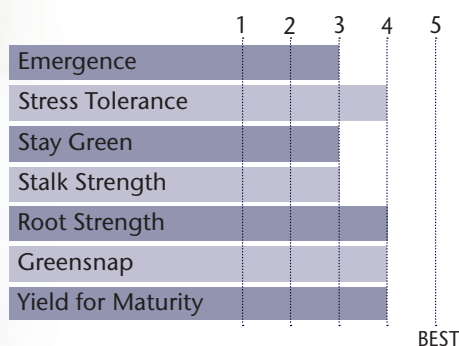 1 2 3 4 5
Emergence
Stress Tolerance
Stay Green
Stalk Strength
Root Strength
Greensnap
Yield for Maturity
BEST